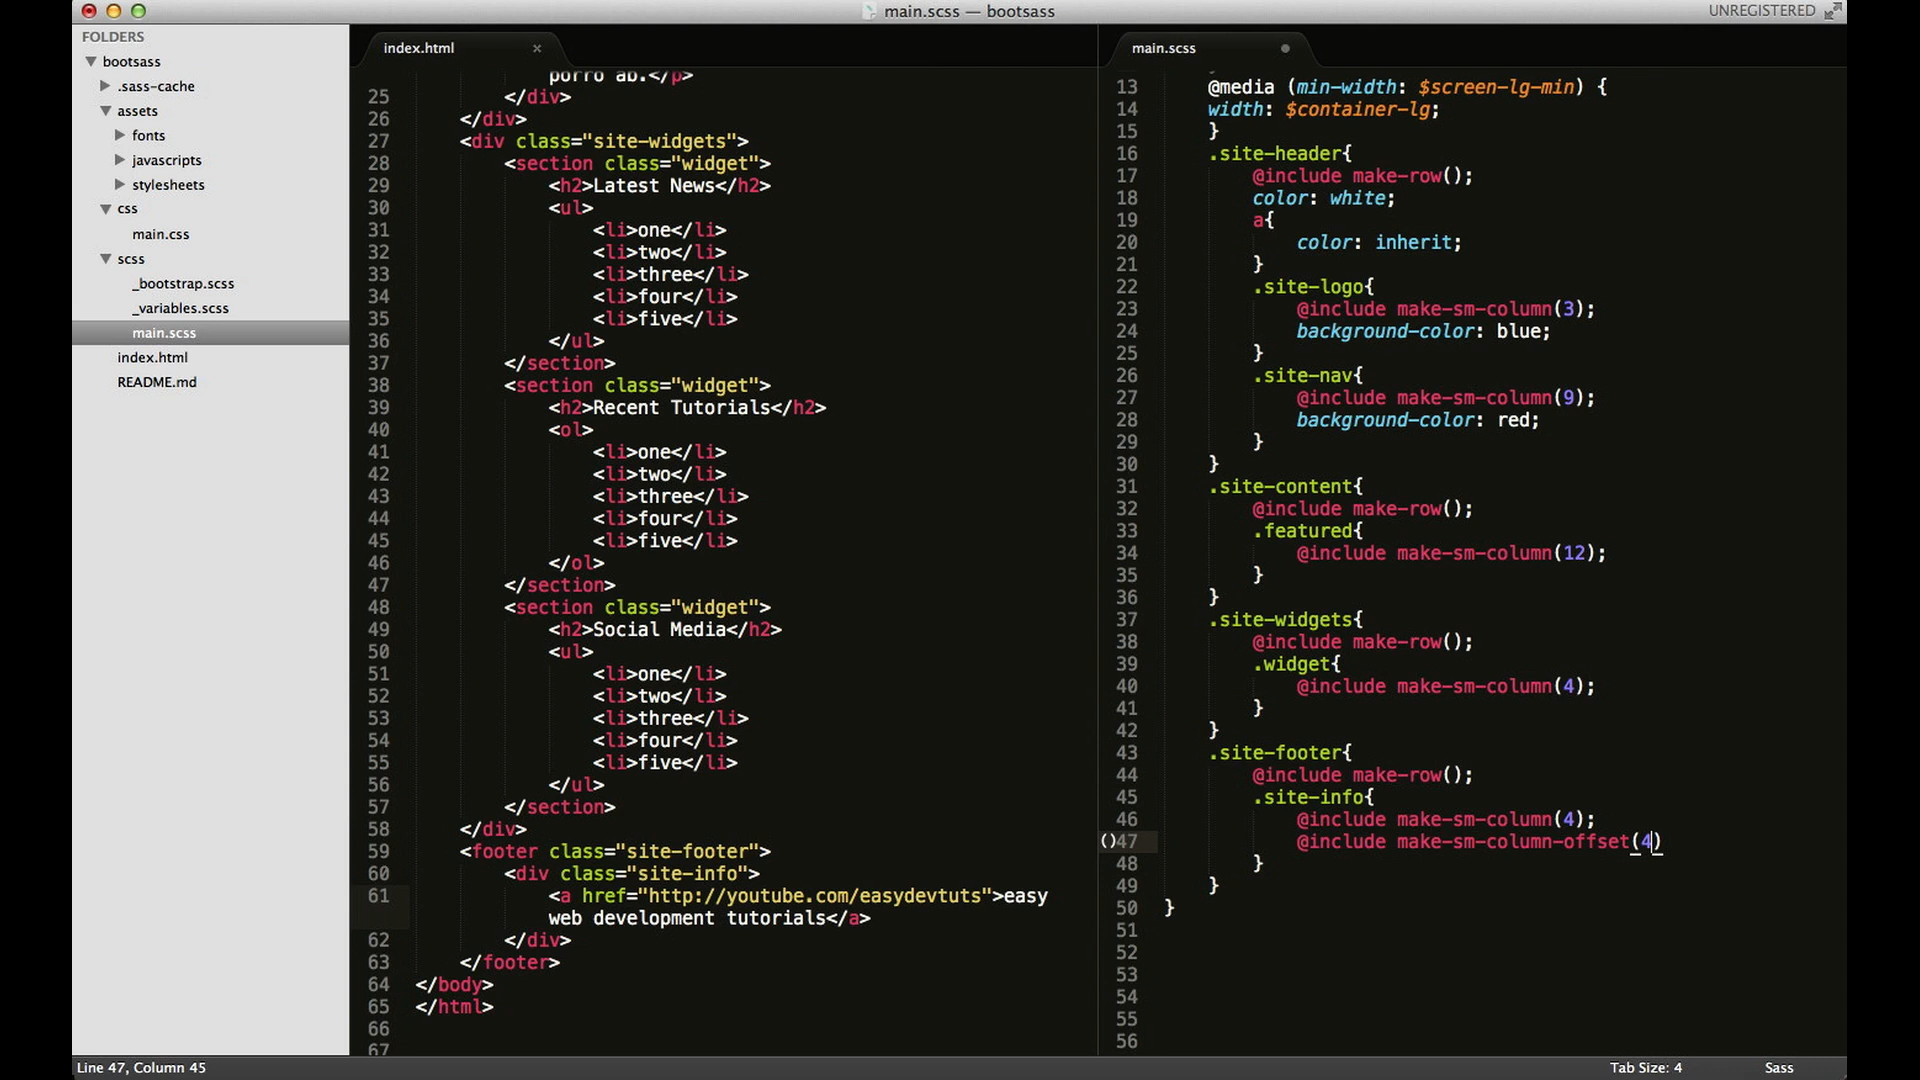 main.scss — bootsass
UNREGISTERED
FOLDERS
bootsass
.sass-cache
assets
fonts
javascripts
stylesheets
css
main.css
scss
_bootstrap.scss
_variables.scss
main.scss
index.html
README.md
index.html ×
porro ab.</p>
25 </div>
26 </div>
27 <div class="site-widgets">
28 <section class="widget">
29 <h2>Latest News</h2>
30 <ul>
31 <li>one</li>
32 <li>two</li>
33 <li>three</li>
34 <li>four</li>
35 <li>five</li>
36 </ul>
37 </section>
38 <section class="widget">
39 <h2>Recent Tutorials</h2>
40 <ol>
41 <li>one</li>
42 <li>two</li>
43 <li>three</li>
44 <li>four</li>
45 <li>five</li>
46 </ol>
47 </section>
48 <section class="widget">
49 <h2>Social Media</h2>
50 <ul>
51 <li>one</li>
52 <li>two</li>
53 <li>three</li>
54 <li>four</li>
55 <li>five</li>
56 </ul>
57 </section>
58 </div>
59 <footer class="site-footer">
60 <div class="site-info">
61 <a href="http://youtube.com/easydevtuts">easy
web development tutorials</a>
62 </div>
63 </footer>
64 </body>
65 </html>
66
67
main.scss
13 @media (min-width: $screen-lg-min) {
14 width: $container-lg;
15 }
16 .site-header{
17 @include make-row();
18 color: white;
19 a{
20 color: inherit;
21 }
22 .site-logo{
23 @include make-sm-column(3);
24 background-color: blue;
25 }
26 .site-nav{
27 @include make-sm-column(9);
28 background-color: red;
29 }
30 }
31 .site-content{
32 @include make-row();
33 .featured{
34 @include make-sm-column(12);
35 }
36 }
37 .site-widgets{
38 @include make-row();
39 .widget{
40 @include make-sm-column(4);
41 }
42 }
43 .site-footer{
44 @include make-row();
45 .site-info{
46 @include make-sm-column(4);
()47 @include make-sm-column-offset(4)
48 }
49 }
50 }
51
52
53
54
55
56
Line 47, Column 45
Tab Size: 4
Sass